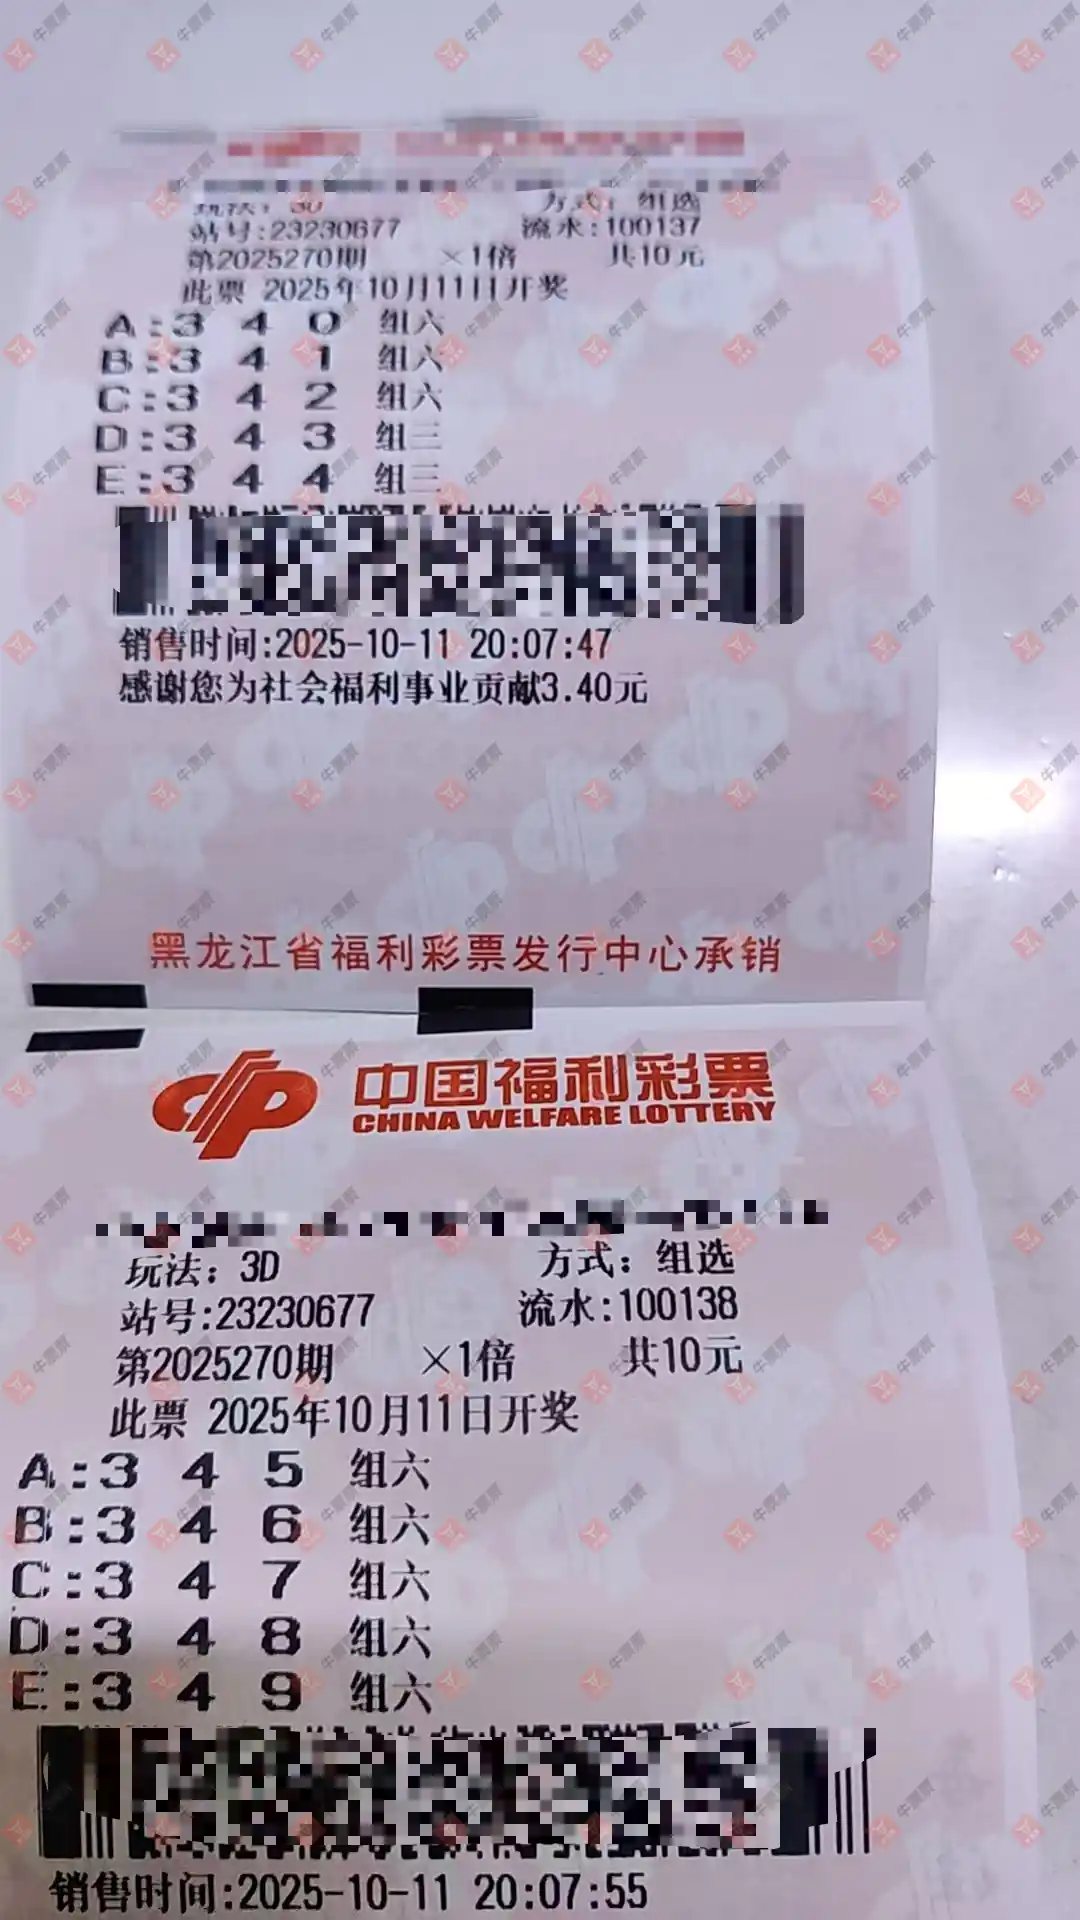 玩法：3D 方式：组选
站号:23230677 流水:100137
第2025270期 ×1倍 共10元
此票 2025年10月11日开奖
A:3 4 0 组六
B:3 4 1 组六
C:3 4 2 组六
D:3 4 3 组三
E:3 4 4 组三
销售时间:2025-10-11 20:07:47
感谢您为社会福利事业贡献3.40元
黑龙江省福利彩票发行中心承销
中国福利彩票
CHINA WELFARE LOTTERY
玩法：3D 方式：组选
站号:23230677 流水:100138
第2025270期 ×1倍 共10元
此票 2025年10月11日开奖
A:3 4 5 组六
B:3 4 6 组六
C:3 4 7 组六
D:3 4 8 组六
E:3 4 9 组六
销售时间:2025-10-11 20:07:55
牛票票